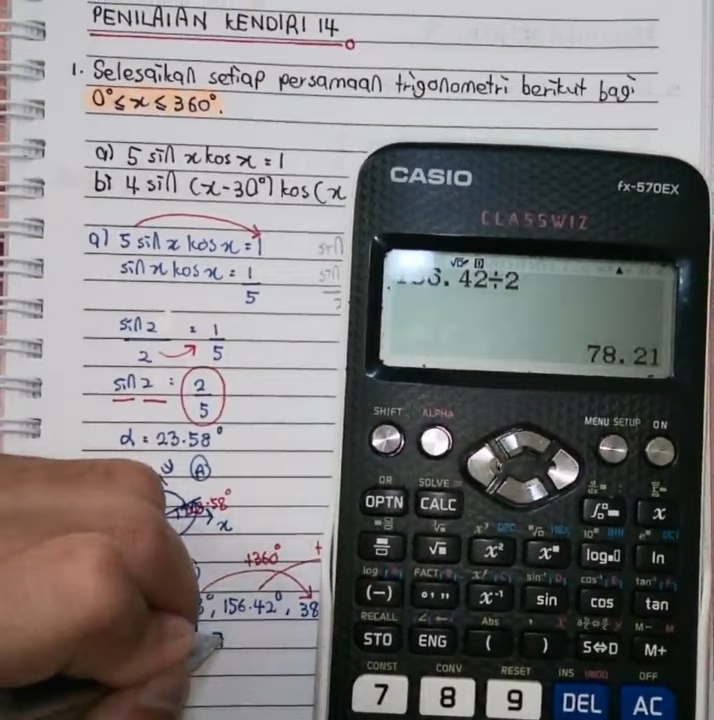 PENILAIAN KENDIRI 14
1. Selesaikan setiap persamaan trigonometri berikut bagi
0° ≤ x ≤ 360°.
a) 5 sin x kos x = 1
b) 4 sin (x-30°) kos (x
a) 5 sin x kos x = 1
sin x kos x = 1/5
sin 2 / 2 = 1/5
sin 2 = 2/5
α = 23.58°
A
.58°
x
+360°
°, 156.42°, 38
CASIO
fx-570EX
CLASSWIZ
.42÷2
78.21
SHIFT ALPHA MENU SETUP ON
OPTN CALC x
x² log ln
(-) x⁻¹ sin cos tan
RECALL
STO ENG ( ) S⇔D M+
CONST CONV RESET INS UNDO OFF
7 8 9 DEL AC